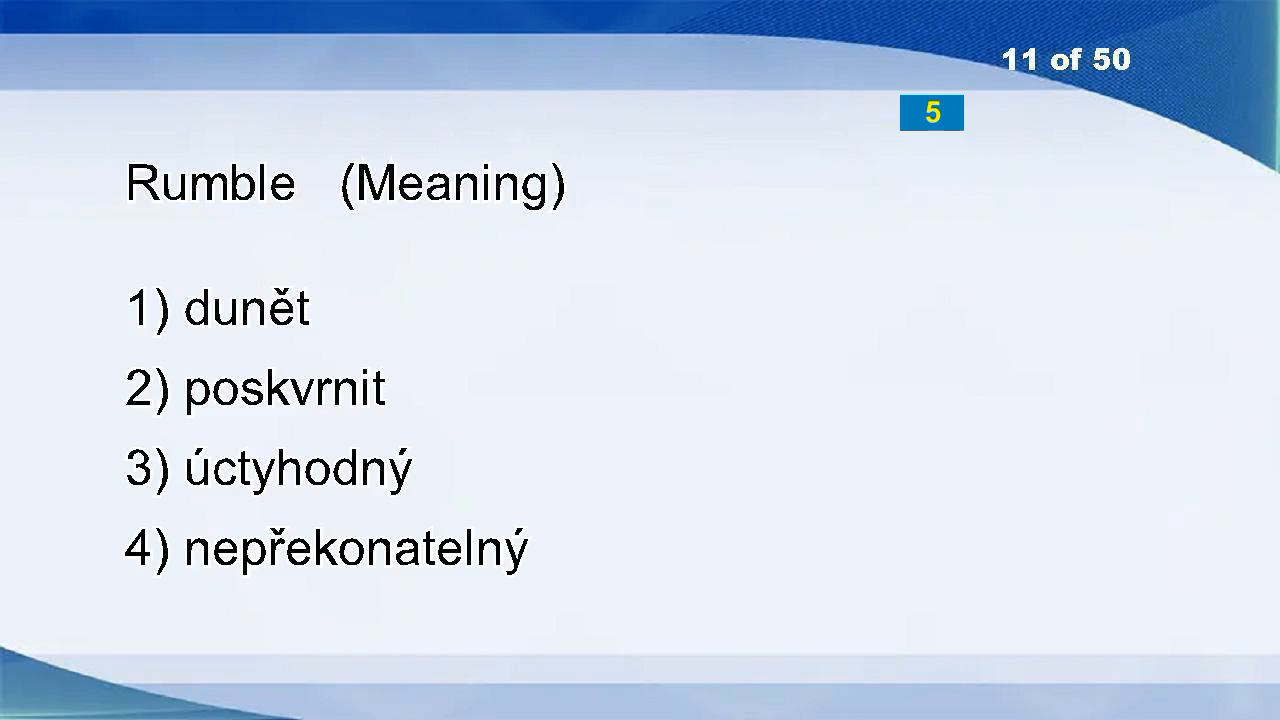 11 of 50
5
Rumble (Meaning)
1) dunět
2) poskvrnit
3) úctyhodný
4) nepřekonatelný